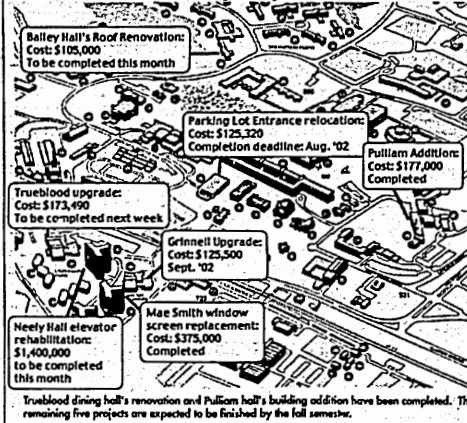 Bailey Hall's Roof Renovation:
Cost: $105,000
To be completed this month
Parking Lot Entrance relocation:
Cost: $125,320
Completion deadline: Aug. '02
Pulliam Addition:
Cost: $177,000
Completed
Trueblood upgrade:
Cost: $173,490
To be completed next week
Grinnell Upgrade:
Cost: $125,500
Sept. '02
Neely Hall elevator
rehabilitation:
$1,400,000
to be completed
this month
Mae Smith window
screen replacement:
Cost: $375,000
Completed
Trueblood dining hall's renovation and Pulliam hall's building addition have been completed. Th
remaining five projects are expected to be finished by the fall semester.